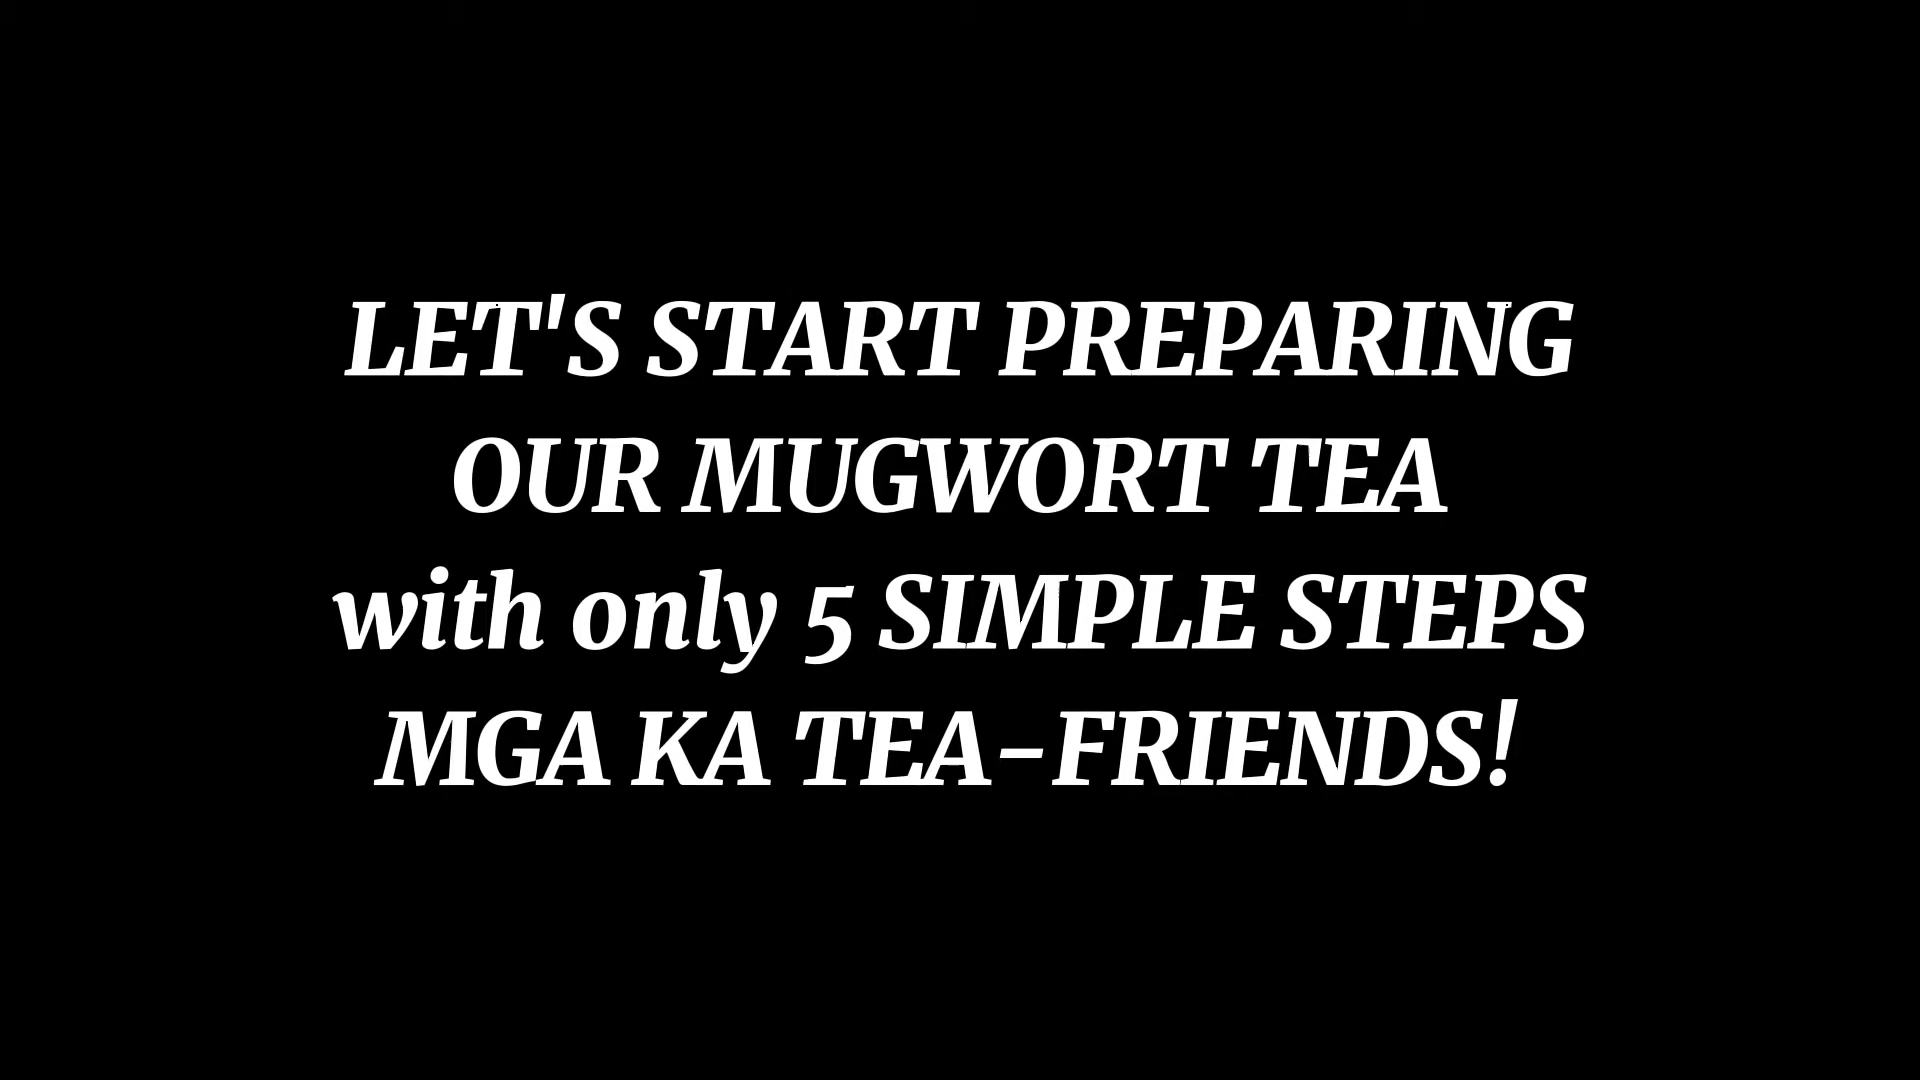 LET'S START PREPARING
OUR MUGWORT TEA
with only 5 SIMPLE STEPS
MGA KA TEA-FRIENDS!